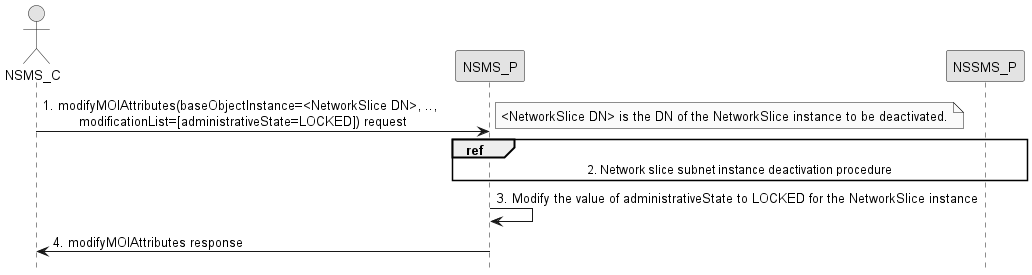 NSMS_C
NSMS_P
NSSMS_P
1. modifyMOIAttributes(baseObjectInstance=<NetworkSlice DN>, ..,
modificationList=[administrativeState=LOCKED]) request
<NetworkSlice DN> is the DN of the NetworkSlice instance to be deactivated.
ref
2. Network slice subnet instance deactivation procedure
3. Modify the value of administrativeState to LOCKED for the NetworkSlice instance
4. modifyMOIAttributes response